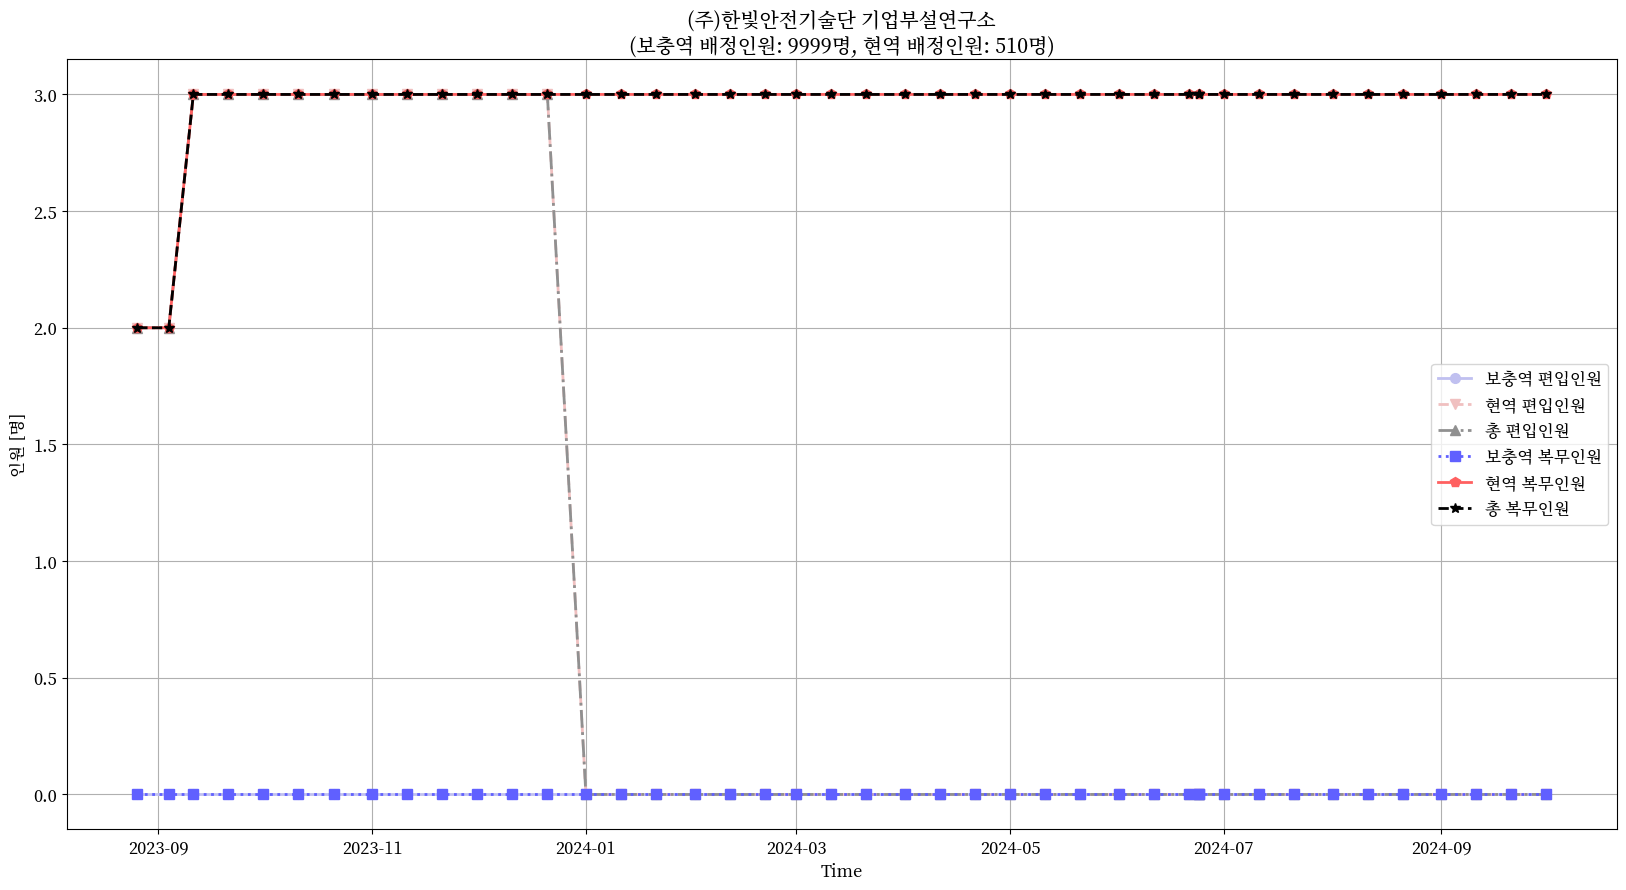 (주)한빛안전기술단 기업부설연구소
(보충역 배정인원: 9999명, 현역 배정인원: 510명)
인원 [명]
3.0
2.5
2.0
1.5
1.0
0.5
0.0
보충역 편입인원
현역 편입인원
총 편입인원
보충역 복무인원
현역 복무인원
총 복무인원
2023-09 2023-11 2024-01 2024-03 2024-05 2024-07 2024-09
Time